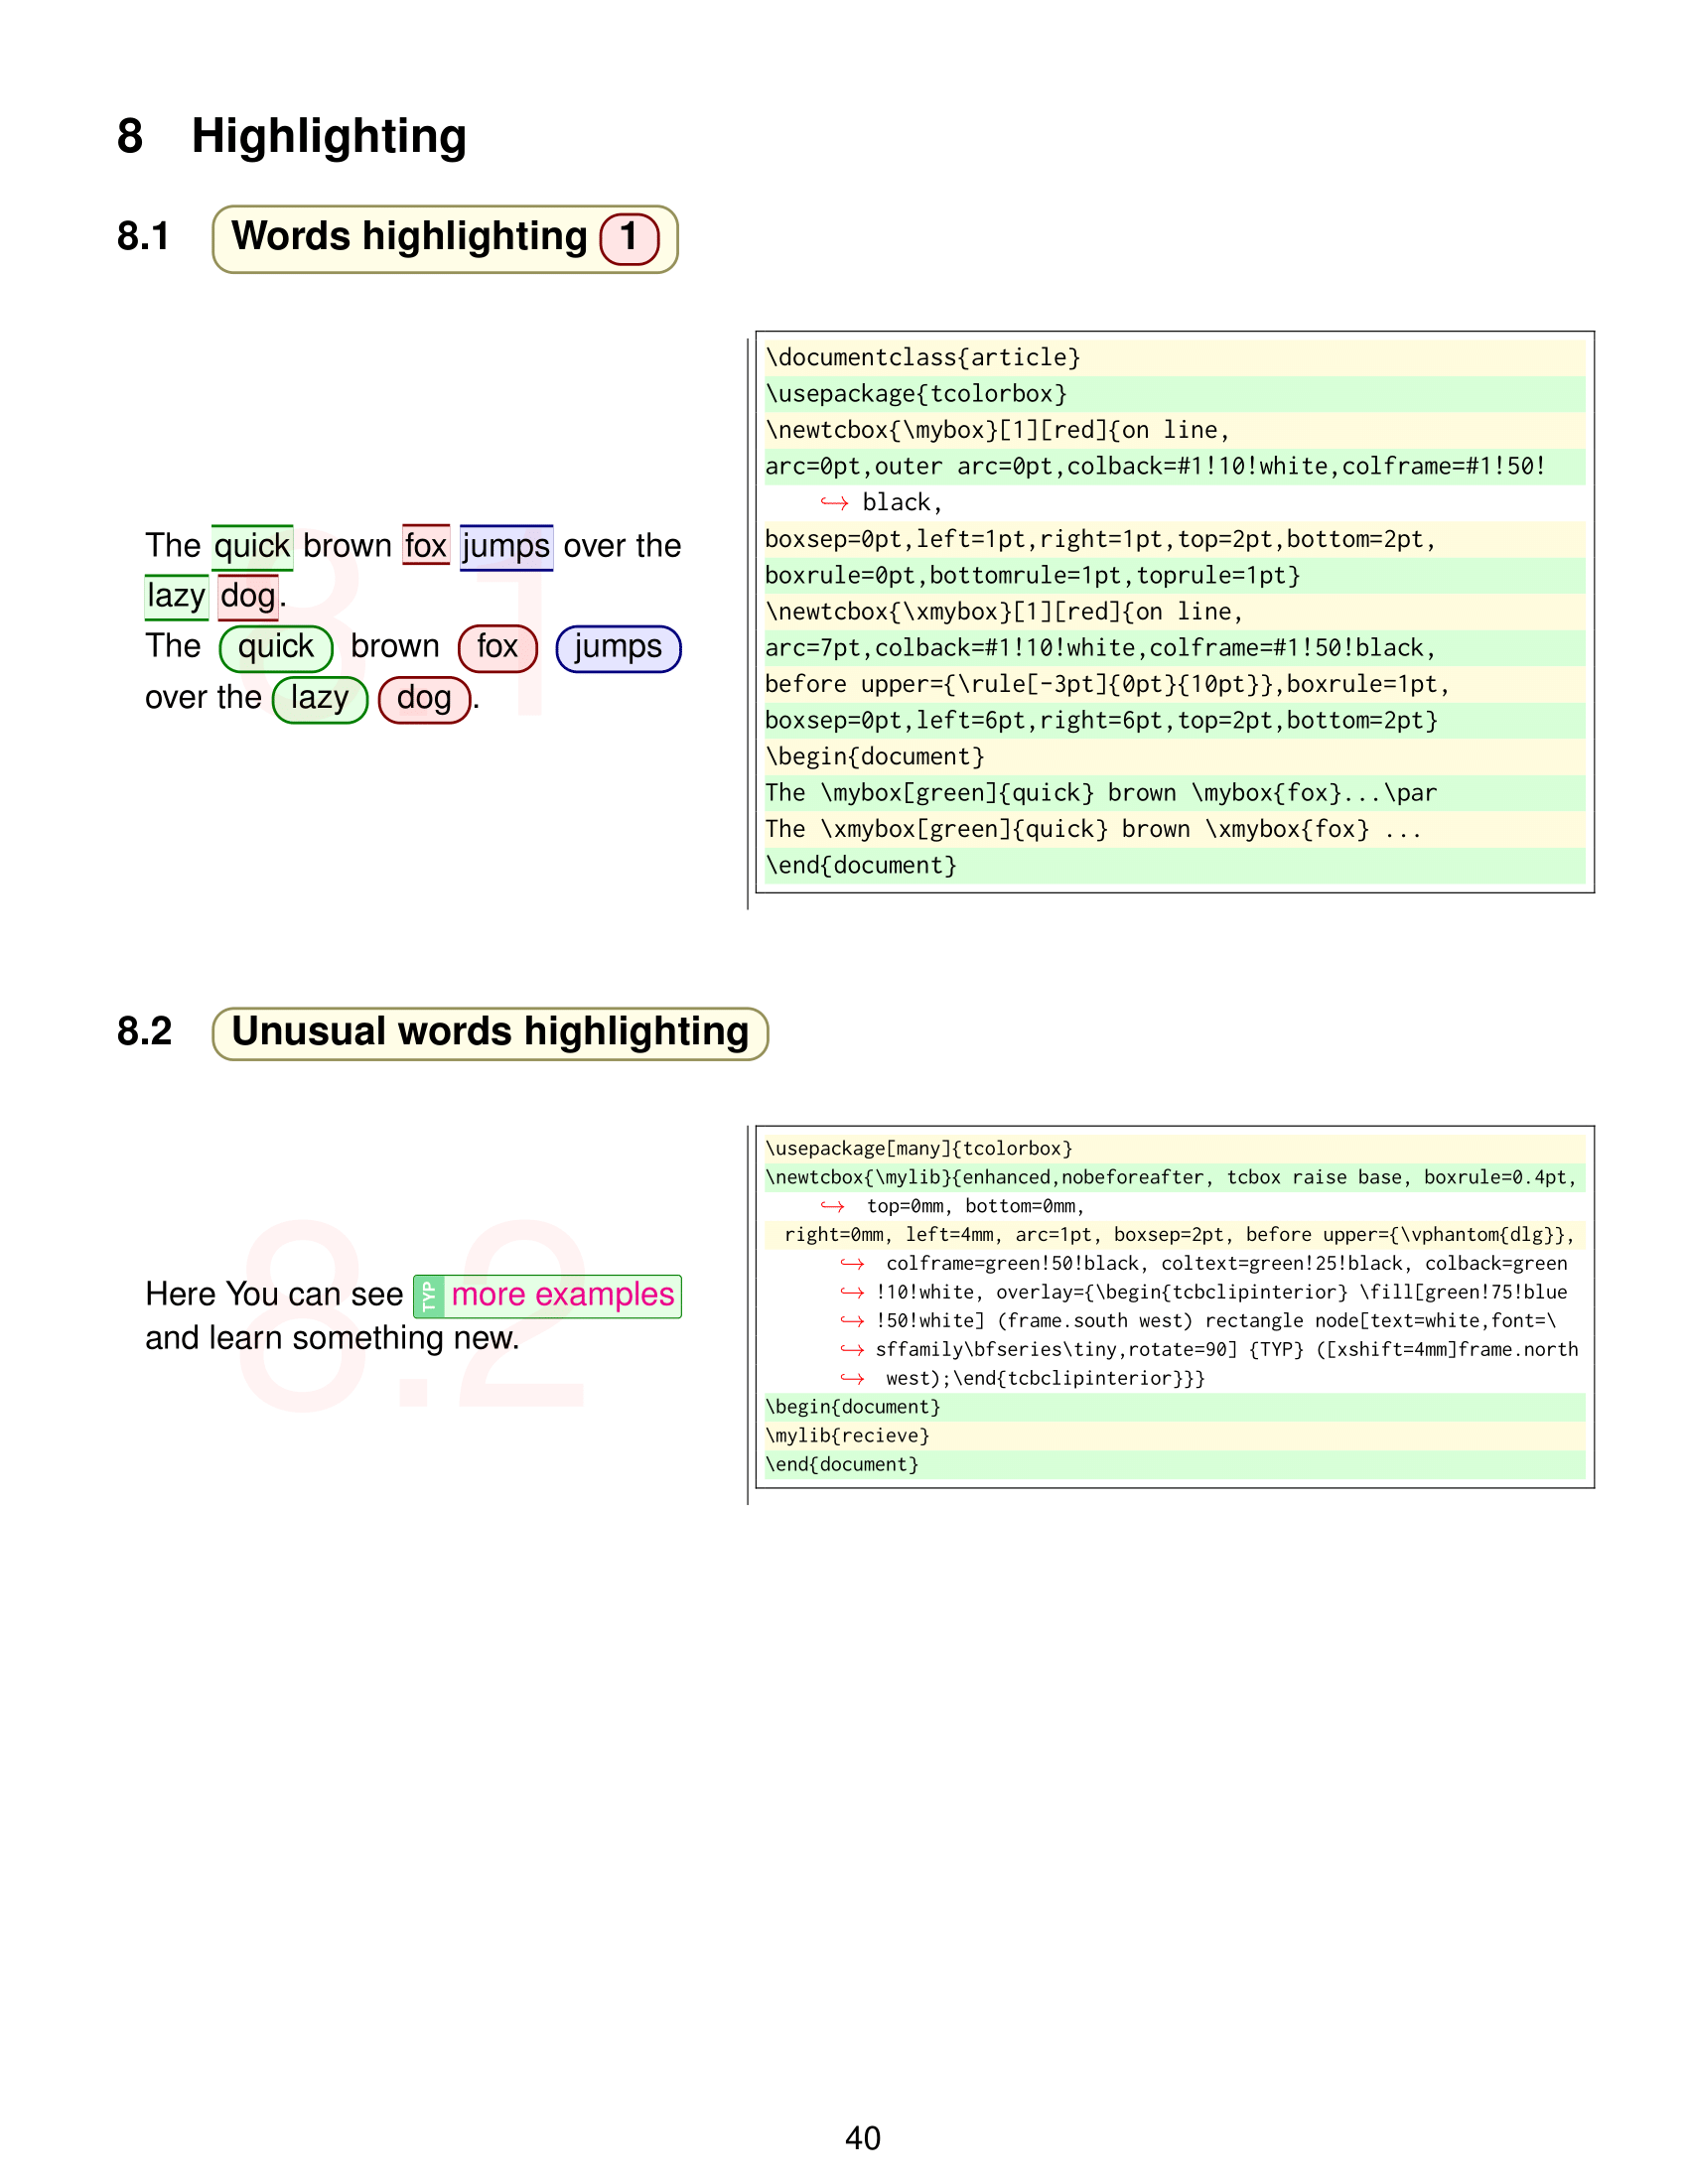 8 Highlighting
8.1 Words highlighting 1
8.1
The quick brown fox jumps over the
lazy dog.
The quick brown fox jumps
over the lazy dog.
\documentclass{article}
\usepackage{tcolorbox}
\newtcbox{\mybox}[1][red]{on line,
arc=0pt,outer arc=0pt,colback=#1!10!white,colframe=#1!50!
↪ black,
boxsep=0pt,left=1pt,right=1pt,top=2pt,bottom=2pt,
boxrule=0pt,bottomrule=1pt,toprule=1pt}
\newtcbox{\xmybox}[1][red]{on line,
arc=7pt,colback=#1!10!white,colframe=#1!50!black,
before upper={\rule[-3pt]{0pt}{10pt}},boxrule=1pt,
boxsep=0pt,left=6pt,right=6pt,top=2pt,bottom=2pt}
\begin{document}
The \mybox[green]{quick} brown \mybox{fox}...\par
The \xmybox[green]{quick} brown \xmybox{fox} ...
\end{document}
8.2 Unusual words highlighting
8.2
Here You can see TYP more examples
and learn something new.
\usepackage[many]{tcolorbox}
\newtcbox{\mylib}{enhanced,nobeforeafter, tcbox raise base, boxrule=0.4pt,
↪ top=0mm, bottom=0mm,
right=0mm, left=4mm, arc=1pt, boxsep=2pt, before upper={\vphantom{dlg}},
↪ colframe=green!50!black, coltext=green!25!black, colback=green
↪ !10!white, overlay={\begin{tcbclipinterior} \fill[green!75!blue
↪ !50!white] (frame.south west) rectangle node[text=white,font=\
↪ sffamily\bfseries\tiny,rotate=90] {TYP} ([xshift=4mm]frame.north
↪ west);\end{tcbclipinterior}}}
\begin{document}
\mylib{recieve}
\end{document}
40